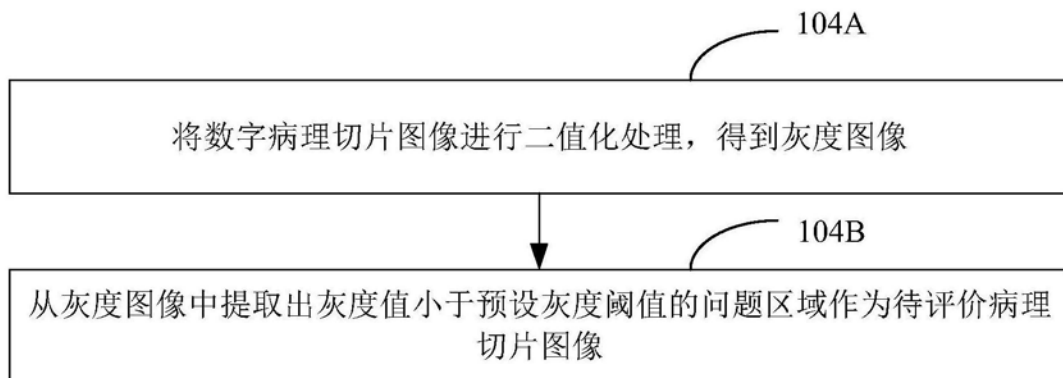 104A
将数字病理切片图像进行二值化处理，得到灰度图像
104B
从灰度图像中提取出灰度值小于预设灰度阈值的问题区域作为待评价病理
切片图像